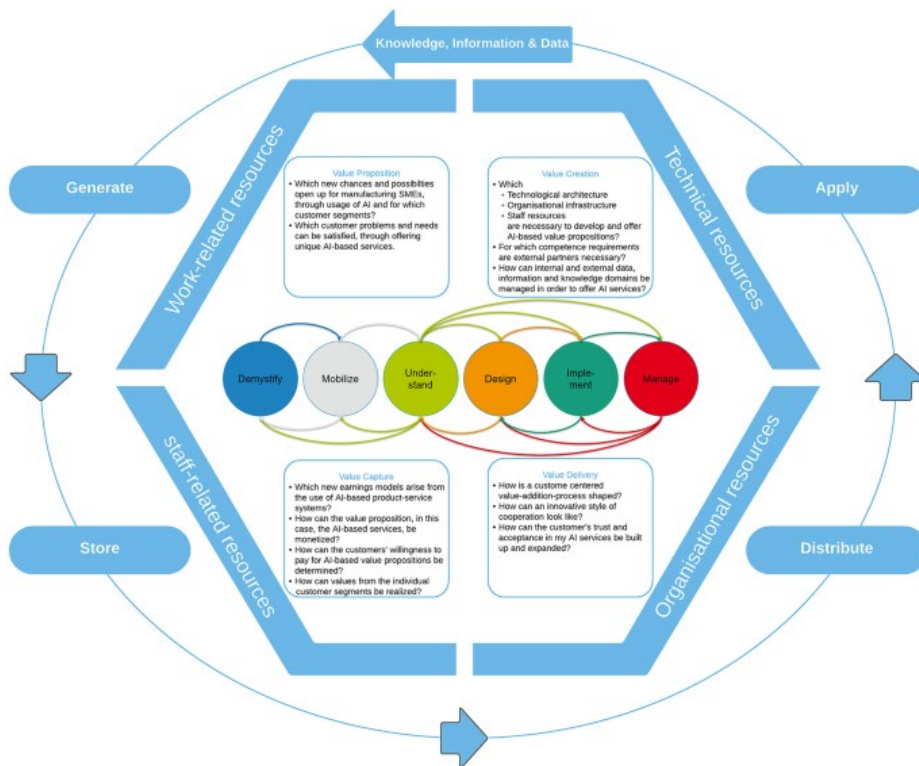 Knowledge, Information & Data
Work-related resources
Technical resources
Generate
Apply
Value Proposition
• Which new chances and possibilties
open up for manufacturing SMEs,
through usage of AI and for which
customer segments?
• Which customer problems and needs
can be satisfied, through offering
unique AI-based services.
Value Creation
• Which
• Technological architecture
• Organisational infrastructure
• Staff resources
are necessary to develop and offer
AI-based value propositions?
• For which competence requirements
are external partners necessary?
• How can internal and external data,
information and knowledge domains be
managed in order to offer AI services?
Demystify
Mobilize
Under-
stand
Design
Imple-
ment
Manage
staff-related resources
Organisational resources
Store
Distribute
Value Capture
• Which new earnings models arise from
the use of AI-based product-service
systems?
• How can the value proposition, in this
case, the AI-based services, be
monetized?
• How can the customers' willingness to
pay for AI-based value propositions be
determined?
• How can values from the individual
customer segments be realized?
Value Delivery
• How is a custome centered
value-addition-process shaped?
• How can an innovative style of
cooperation look like?
• How can the customer's trust and
acceptance in my AI services be built
up and expanded?